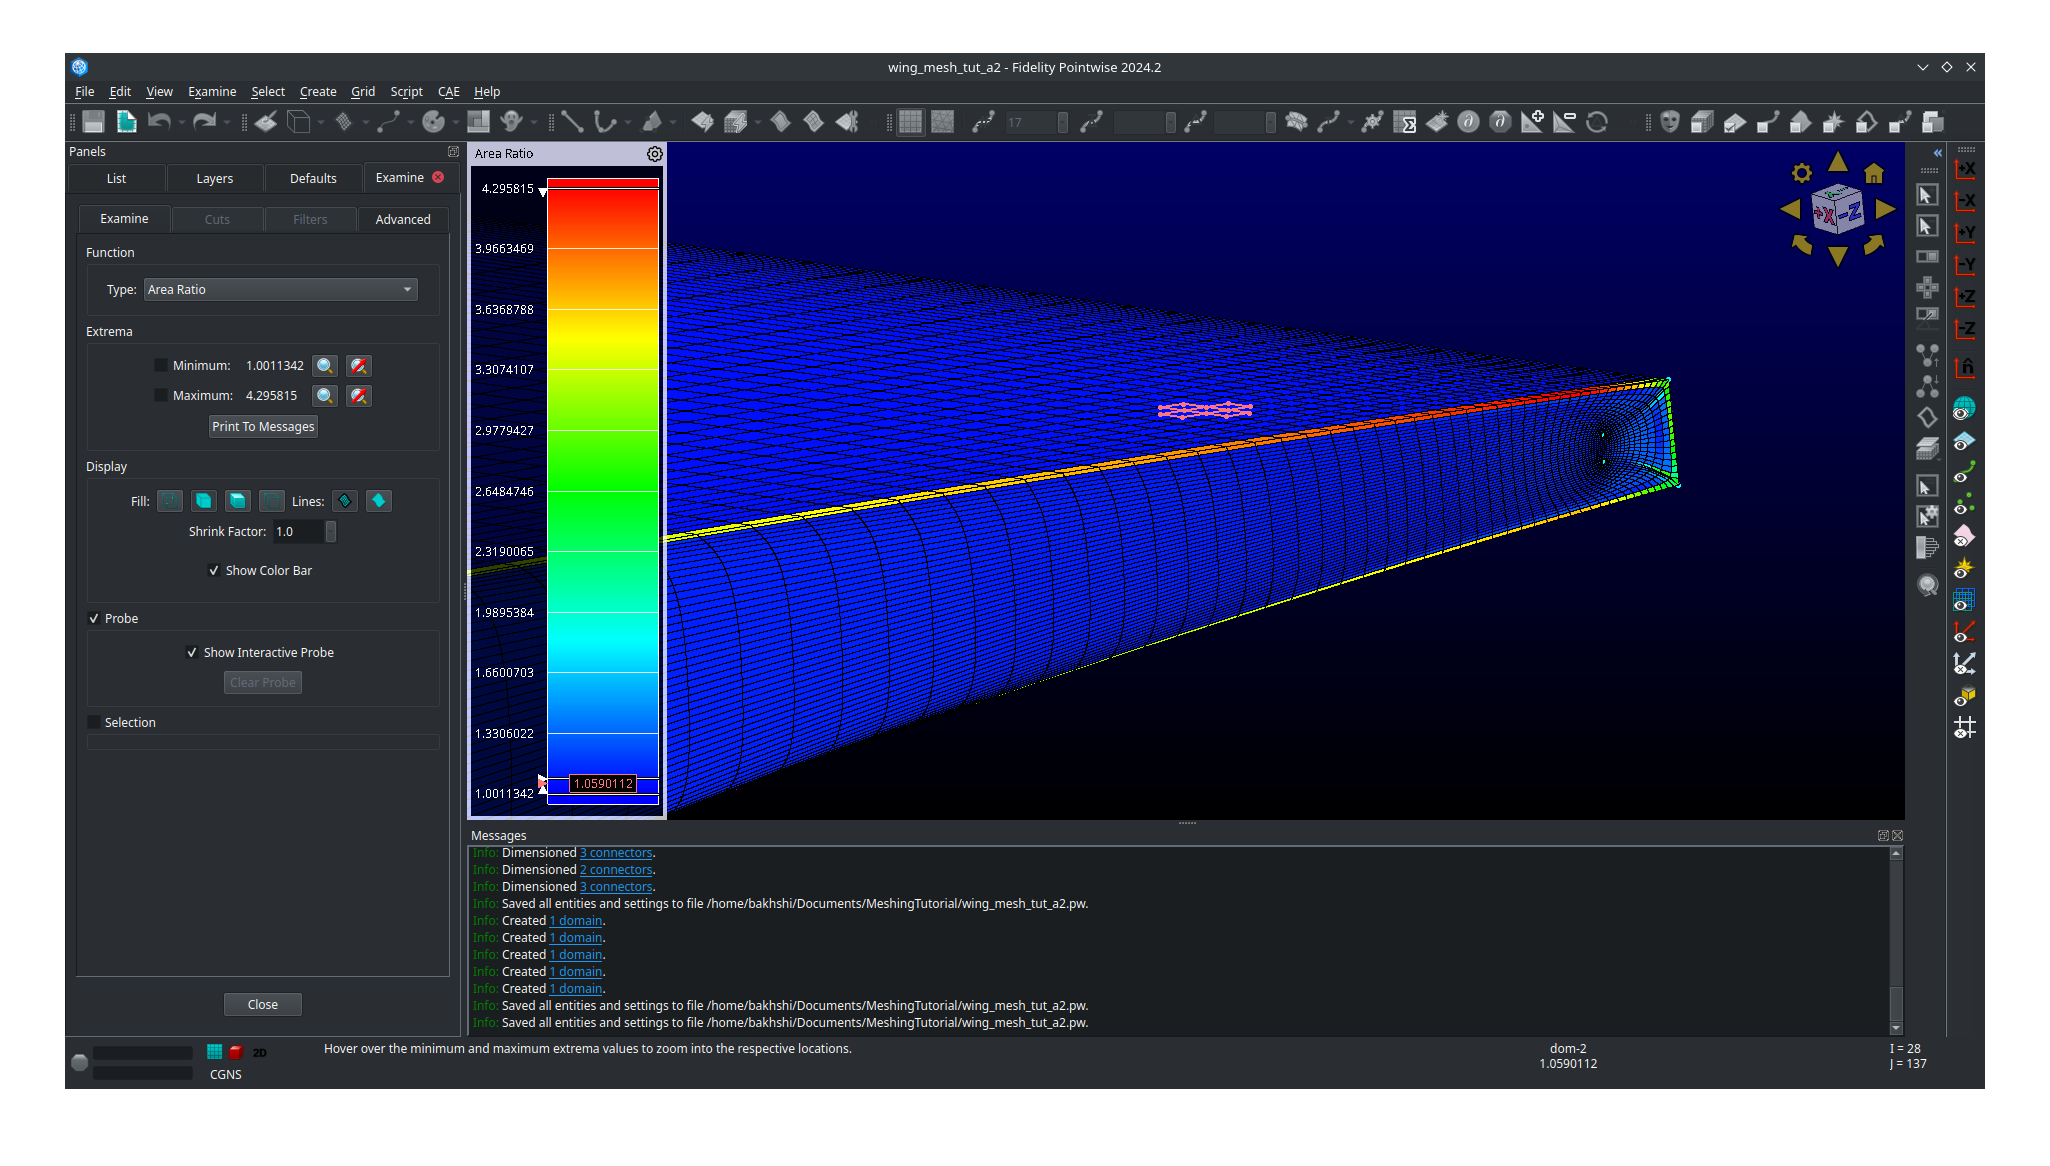 wing_mesh_tut_a2 - Fidelity Pointwise 2024.2
File Edit View Examine Select Create Grid Script CAE Help
17
Panels
List Layers Defaults Examine
Examine Cuts Filters Advanced
Function
Type: Area Ratio
Extrema
Minimum: 1.0011342
Maximum: 4.295815
Print To Messages
Display
Fill: Lines:
Shrink Factor: 1.0
Show Color Bar
Probe
Show Interactive Probe
Clear Probe
Selection
Close
Area Ratio
4.295815
3.9663469
3.6368788
3.3074107
2.9779427
2.6484746
2.3190065
1.9895384
1.6600703
1.3306022
1.0590112
1.0011342
+X -Z
+X
-X
+Y
-Y
+Z
-Z
n
Messages
Info: Dimensioned 3 connectors.
Info: Dimensioned 2 connectors.
Info: Dimensioned 3 connectors.
Info: Saved all entities and settings to file /home/bakhshi/Documents/MeshingTutorial/wing_mesh_tut_a2.pw.
Info: Created 1 domain.
Info: Created 1 domain.
Info: Created 1 domain.
Info: Created 1 domain.
Info: Created 1 domain.
Info: Saved all entities and settings to file /home/bakhshi/Documents/MeshingTutorial/wing_mesh_tut_a2.pw.
Info: Saved all entities and settings to file /home/bakhshi/Documents/MeshingTutorial/wing_mesh_tut_a2.pw.
2D
CGNS
Hover over the minimum and maximum extrema values to zoom into the respective locations.
dom-2
1.0590112
I = 28
J = 137